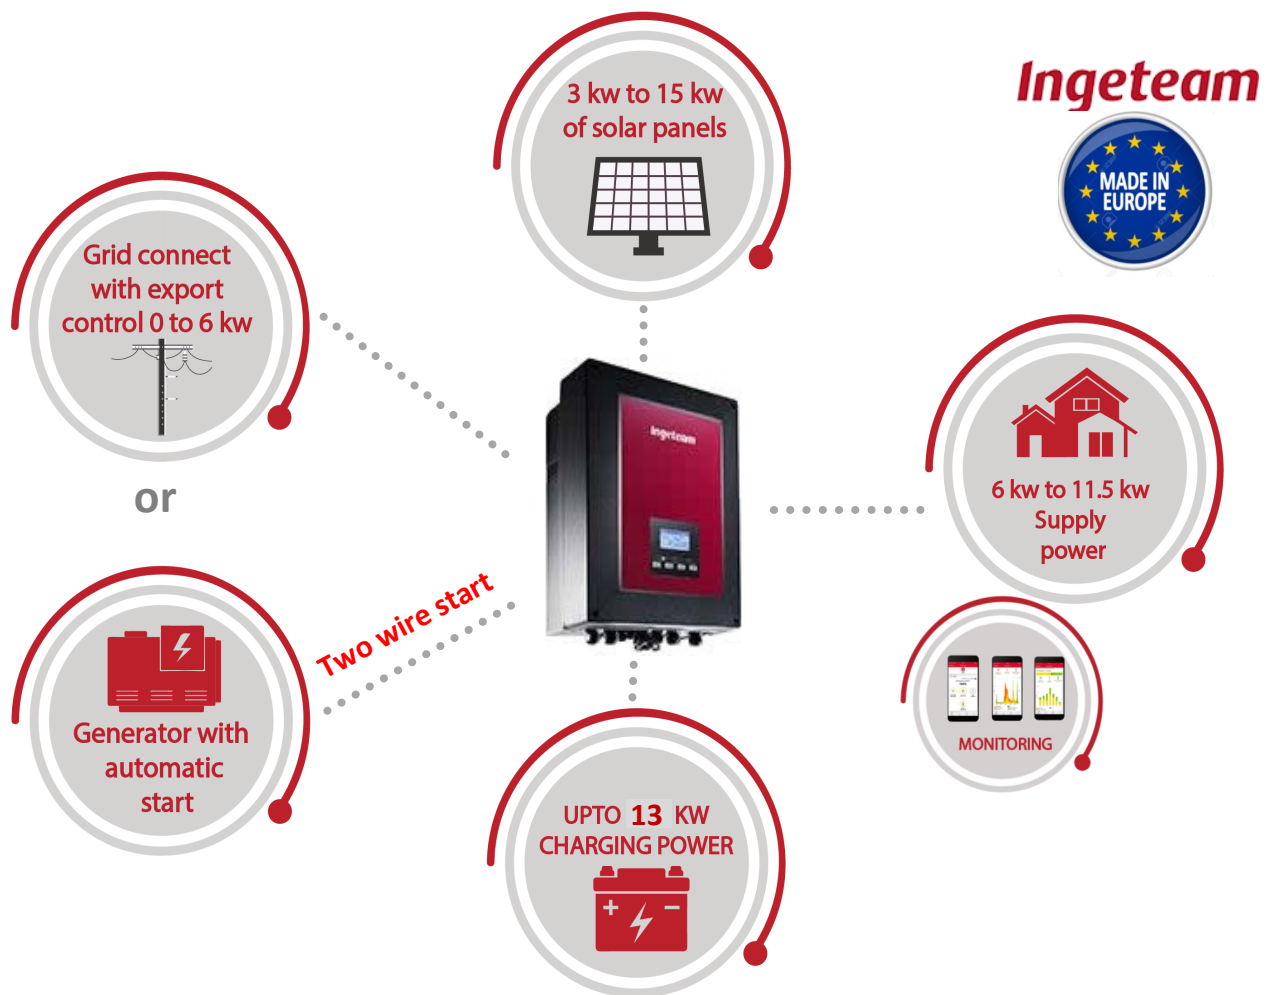 3 kw to 15 kw
of solar panels
Ingeteam
MADE IN
EUROPE
Grid connect
with export
control 0 to 6 kw
or
Ingeteam
6 kw to 11.5 kw
Supply
power
Two wire start
Generator with
automatic
start
MONITORING
UPTO 13 KW
CHARGING POWER
+ −